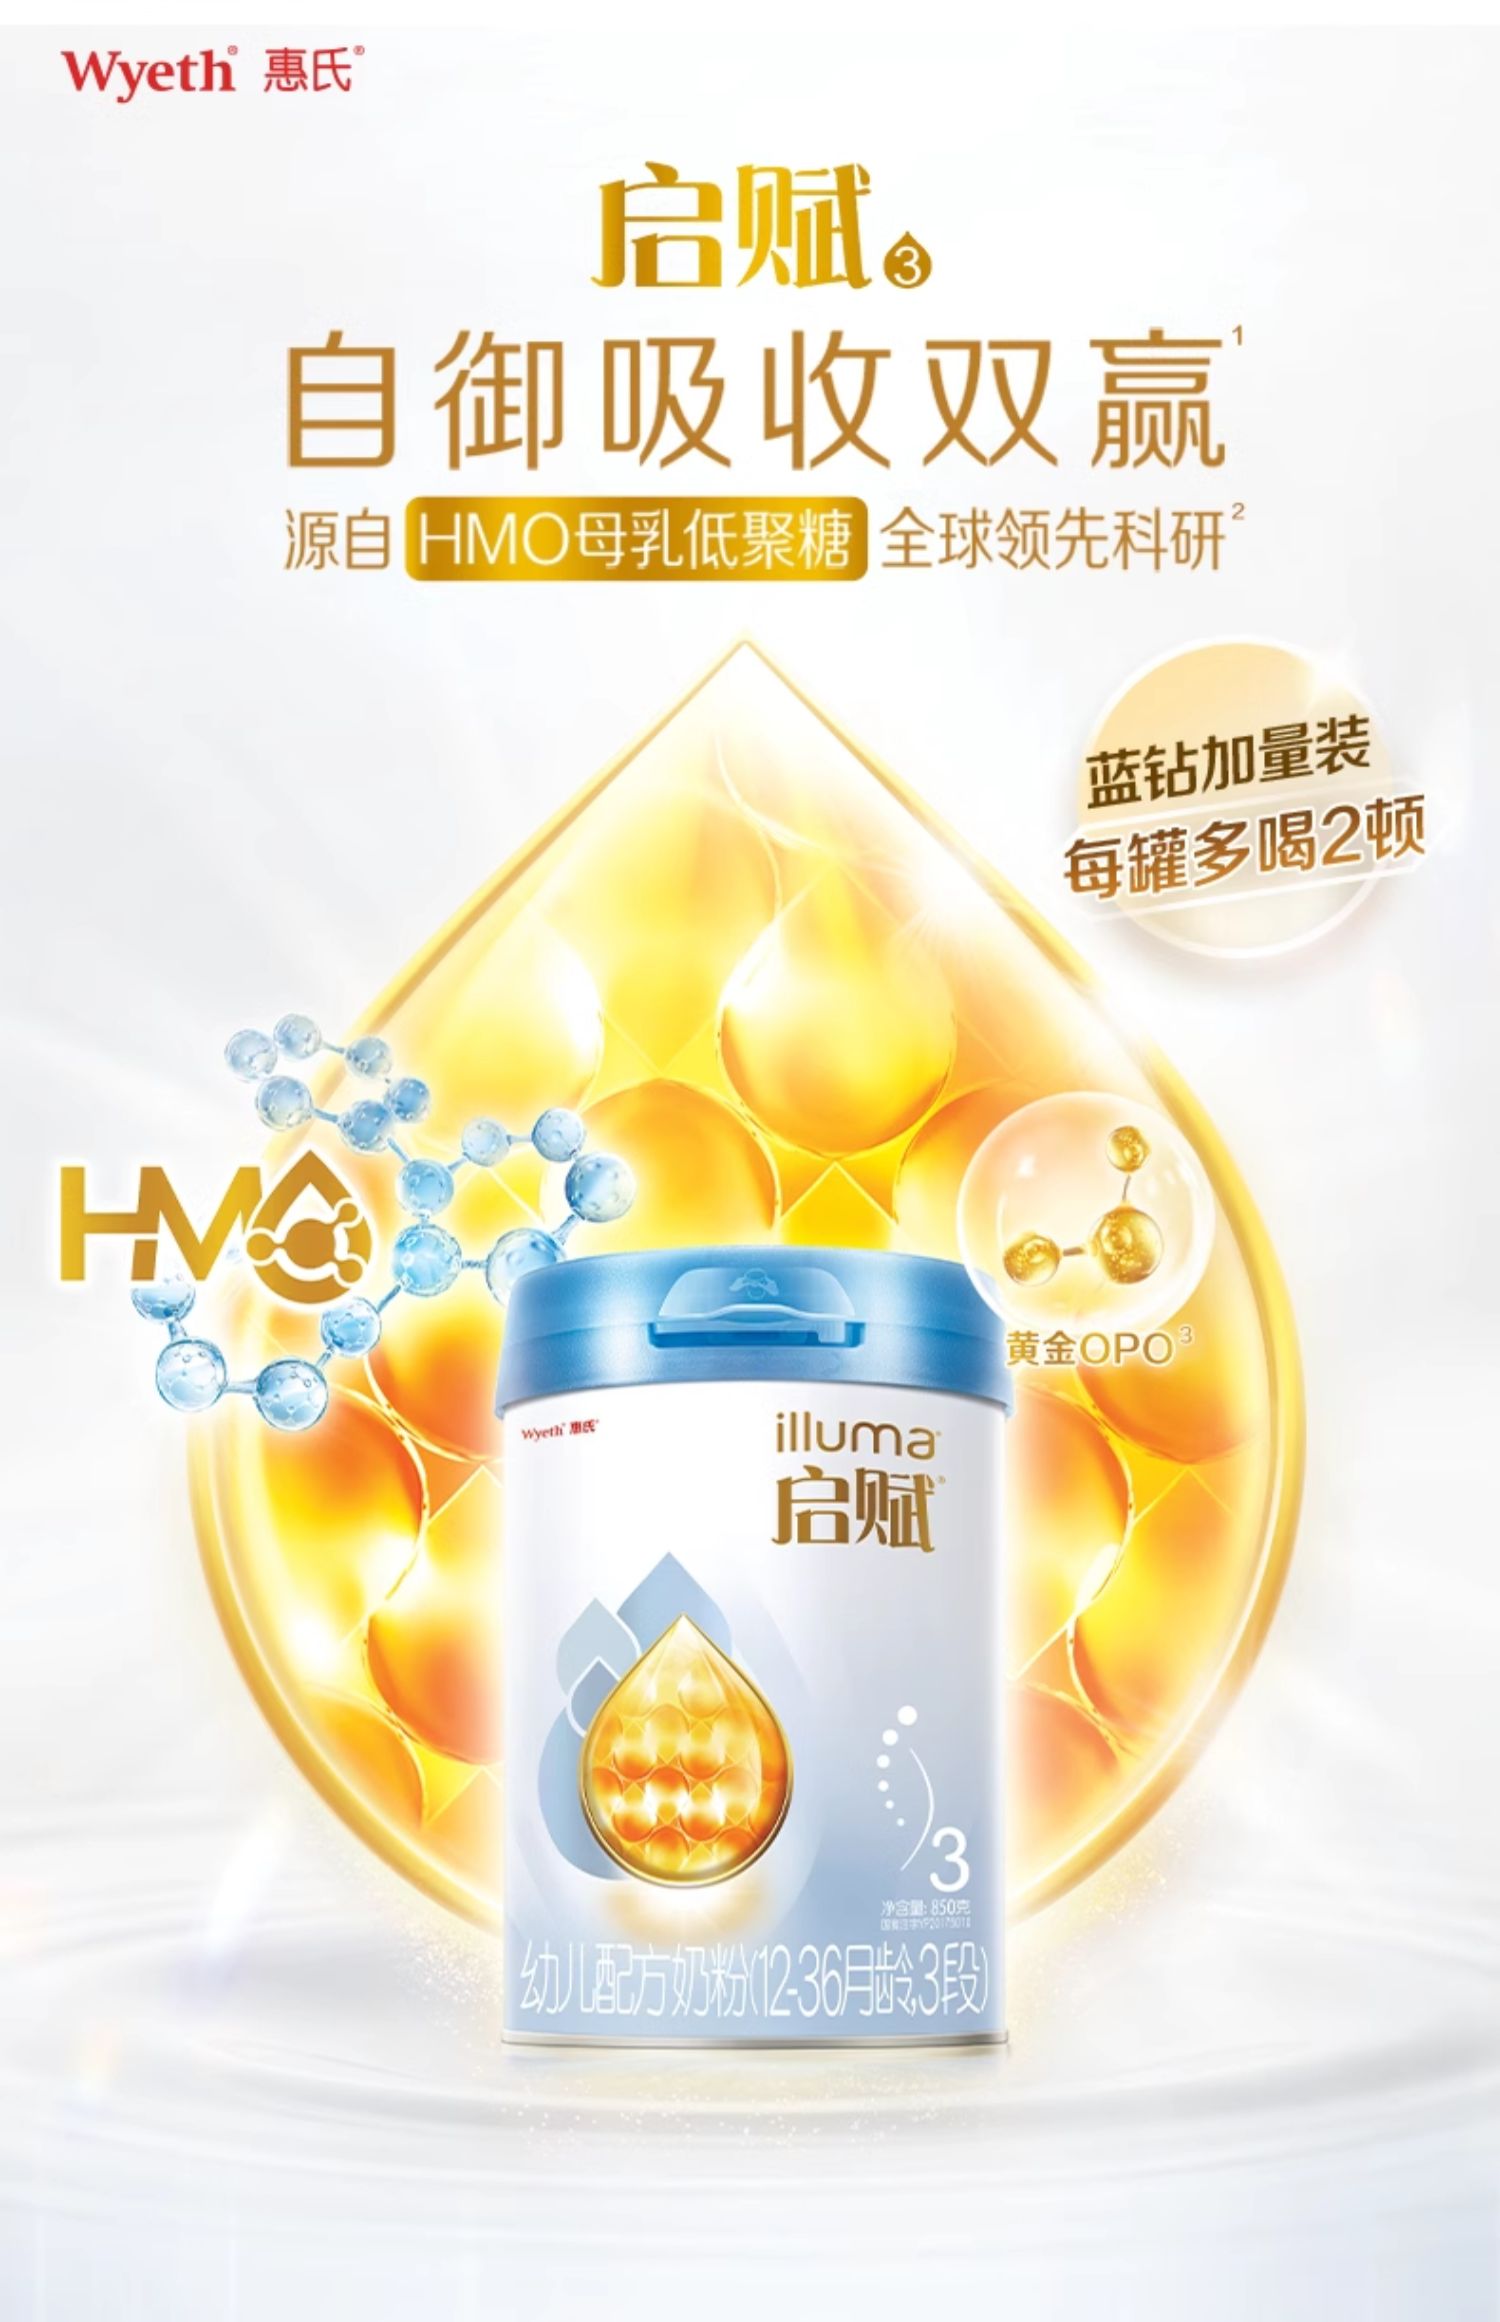 Wyeth® 惠氏®
启赋3
自御吸收双赢1
源自 HMO母乳低聚糖 全球领先科研2
蓝钻加量装
每罐多喝2顿
HMO
黄金OPO3
Wyeth® 惠氏®
illuma®
启赋®
3
净含量: 850克
幼儿配方奶粉(12-36月龄,3段)